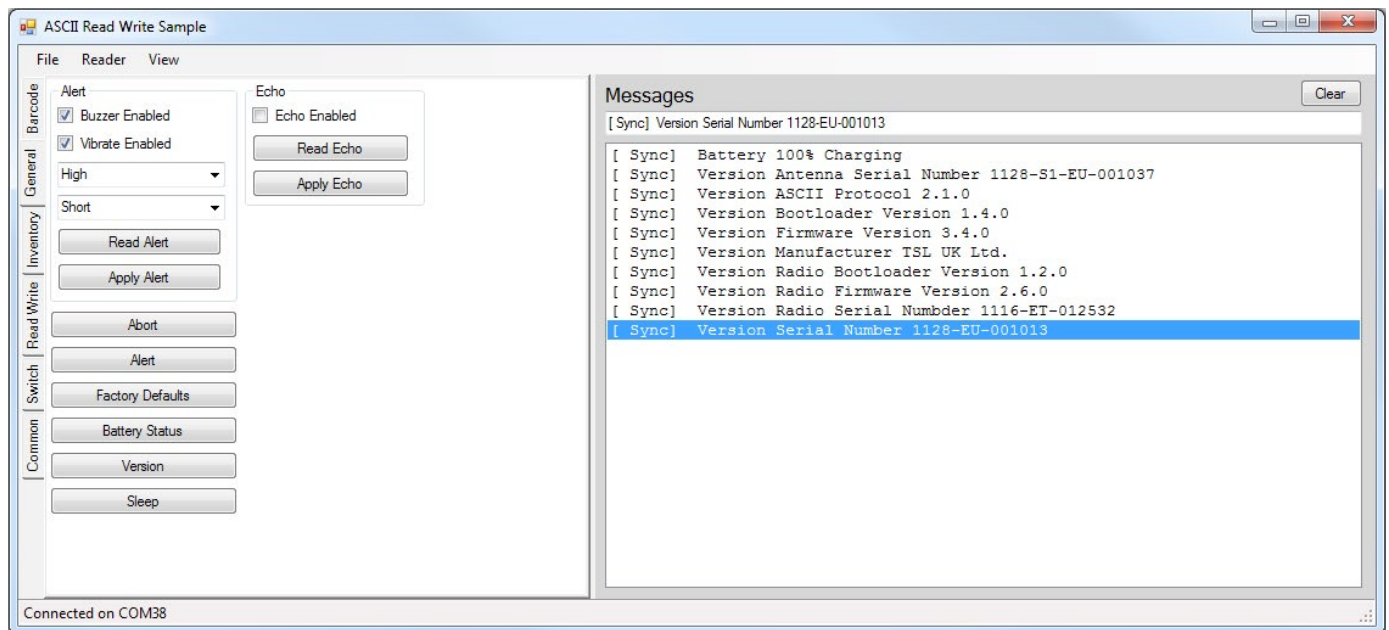 ASCII Read Write Sample
File Reader View
Barcode
General
Inventory
Read Write
Switch
Common
Alert
Buzzer Enabled
Vibrate Enabled
High
Short
Read Alert
Apply Alert
Abort
Alert
Factory Defaults
Battery Status
Version
Sleep
Echo
Echo Enabled
Read Echo
Apply Echo
Messages
Clear
[ Sync] Version Serial Number 1128-EU-001013
[ Sync] Battery 100% Charging
[ Sync] Version Antenna Serial Number 1128-S1-EU-001037
[ Sync] Version ASCII Protocol 2.1.0
[ Sync] Version Bootloader Version 1.4.0
[ Sync] Version Firmware Version 3.4.0
[ Sync] Version Manufacturer TSL UK Ltd.
[ Sync] Version Radio Bootloader Version 1.2.0
[ Sync] Version Radio Firmware Version 2.6.0
[ Sync] Version Radio Serial Numbder 1116-ET-012532
[ Sync] Version Serial Number 1128-EU-001013
Connected on COM38